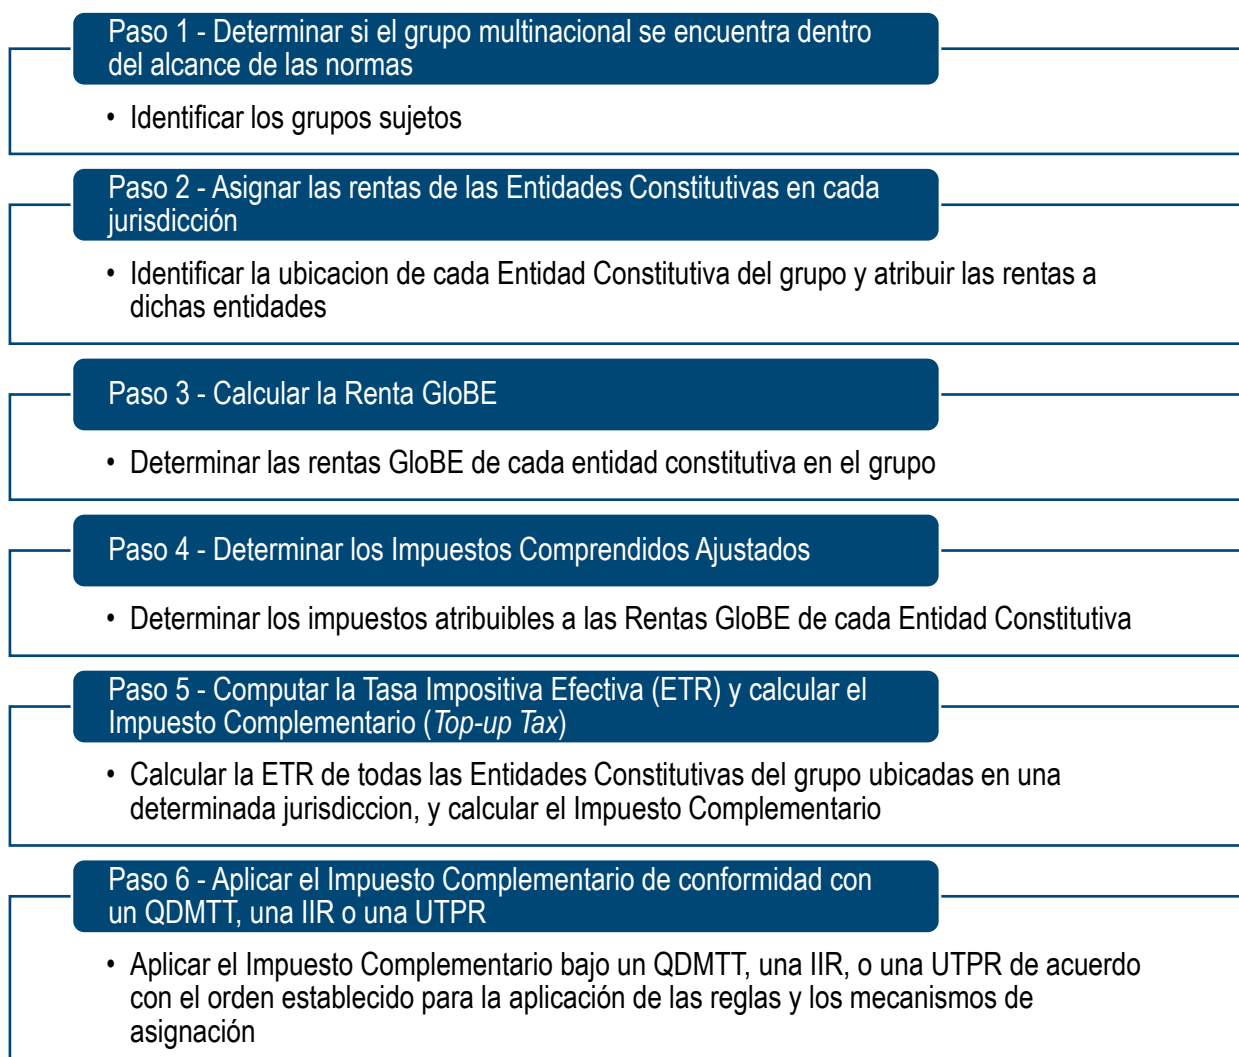 Paso 1 - Determinar si el grupo multinacional se encuentra dentro
del alcance de las normas
• Identificar los grupos sujetos
Paso 2 - Asignar las rentas de las Entidades Constitutivas en cada
jurisdicción
• Identificar la ubicacion de cada Entidad Constitutiva del grupo y atribuir las rentas a
dichas entidades
Paso 3 - Calcular la Renta GloBE
• Determinar las rentas GloBE de cada entidad constitutiva en el grupo
Paso 4 - Determinar los Impuestos Comprendidos Ajustados
• Determinar los impuestos atribuibles a las Rentas GloBE de cada Entidad Constitutiva
Paso 5 - Computar la Tasa Impositiva Efectiva (ETR) y calcular el
Impuesto Complementario (Top-up Tax)
• Calcular la ETR de todas las Entidades Constitutivas del grupo ubicadas en una
determinada jurisdiccion, y calcular el Impuesto Complementario
Paso 6 - Aplicar el Impuesto Complementario de conformidad con
un QDMTT, una IIR o una UTPR
• Aplicar el Impuesto Complementario bajo un QDMTT, una IIR, o una UTPR de acuerdo
con el orden establecido para la aplicación de las reglas y los mecanismos de
asignación